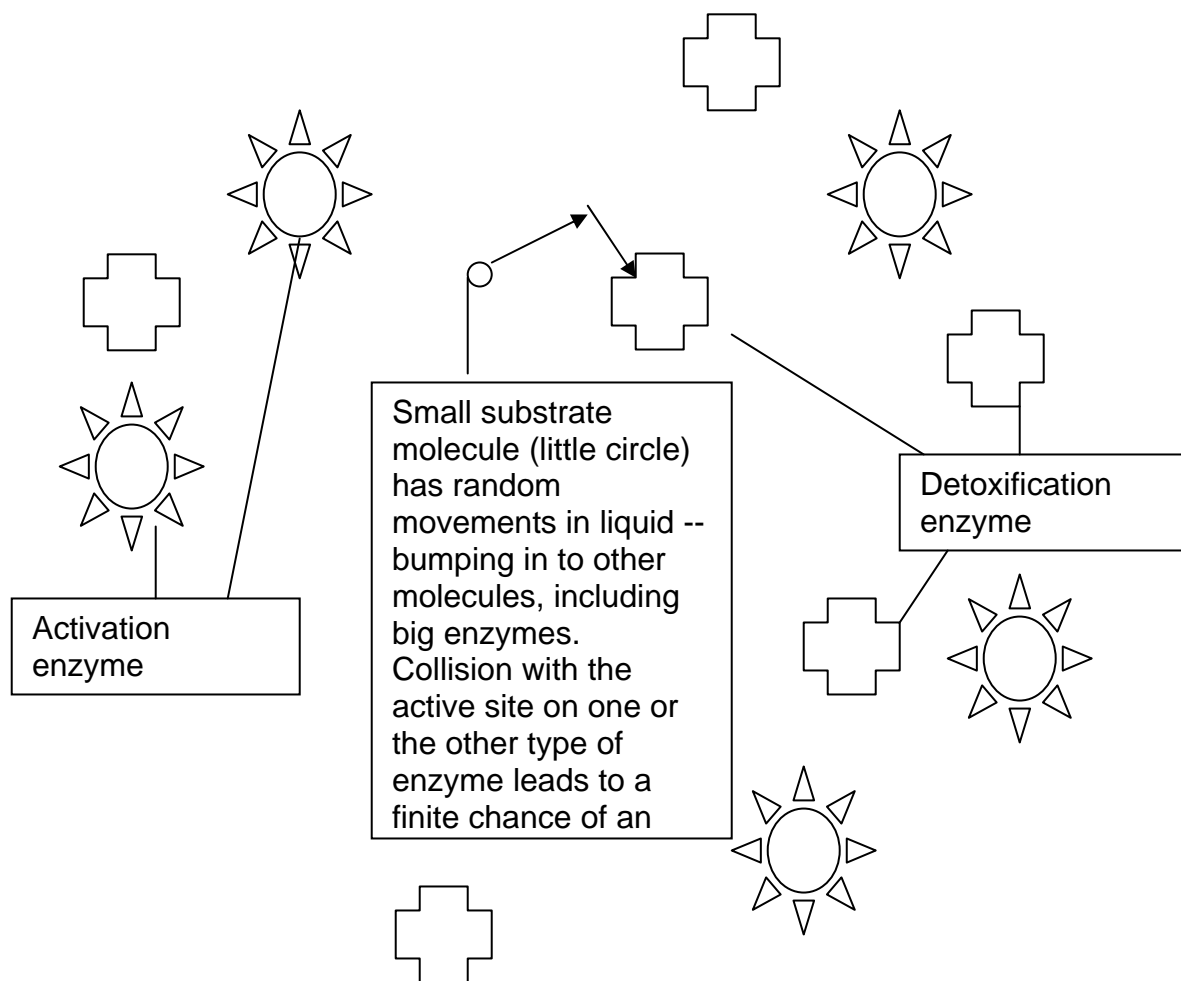 Small substrate
molecule (little circle)
has random
movements in liquid --
bumping in to other
molecules, including
big enzymes.
Collision with the
active site on one or
the other type of
enzyme leads to a
finite chance of an
Detoxification
enzyme
Activation
enzyme